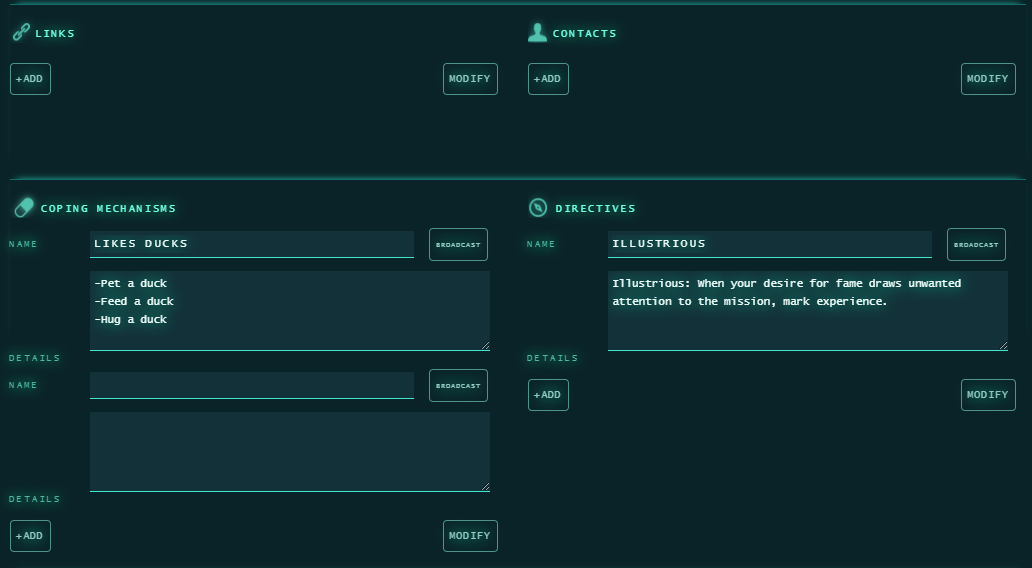 LINKS
CONTACTS
+ADD
MODIFY
+ADD
MODIFY
COPING MECHANISMS
NAME
LIKES DUCKS
BROADCAST
-Pet a duck
-Feed a duck
-Hug a duck
DETAILS
NAME
BROADCAST
DETAILS
+ADD
MODIFY
DIRECTIVES
NAME
ILLUSTRIOUS
BROADCAST
Illustrious: When your desire for fame draws unwanted
attention to the mission, mark experience.
DETAILS
+ADD
MODIFY